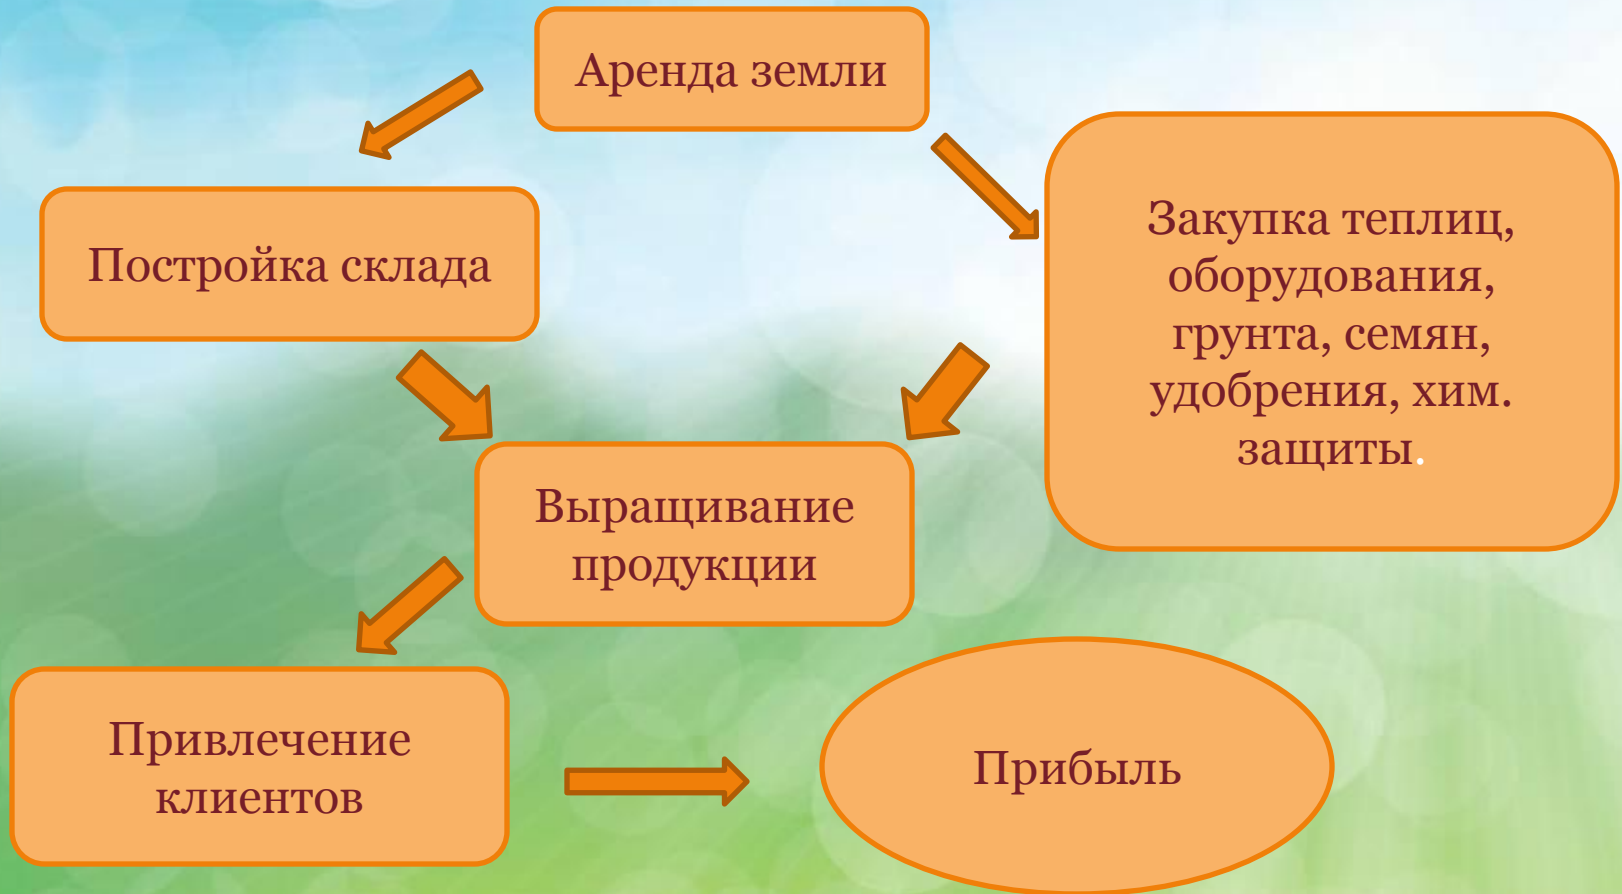 Аренда земли
Постройка склада
Закупка теплиц,
оборудования,
грунта, семян,
удобрения, хим.
защиты.
Выращивание
продукции
Привлечение
клиентов
Прибыль